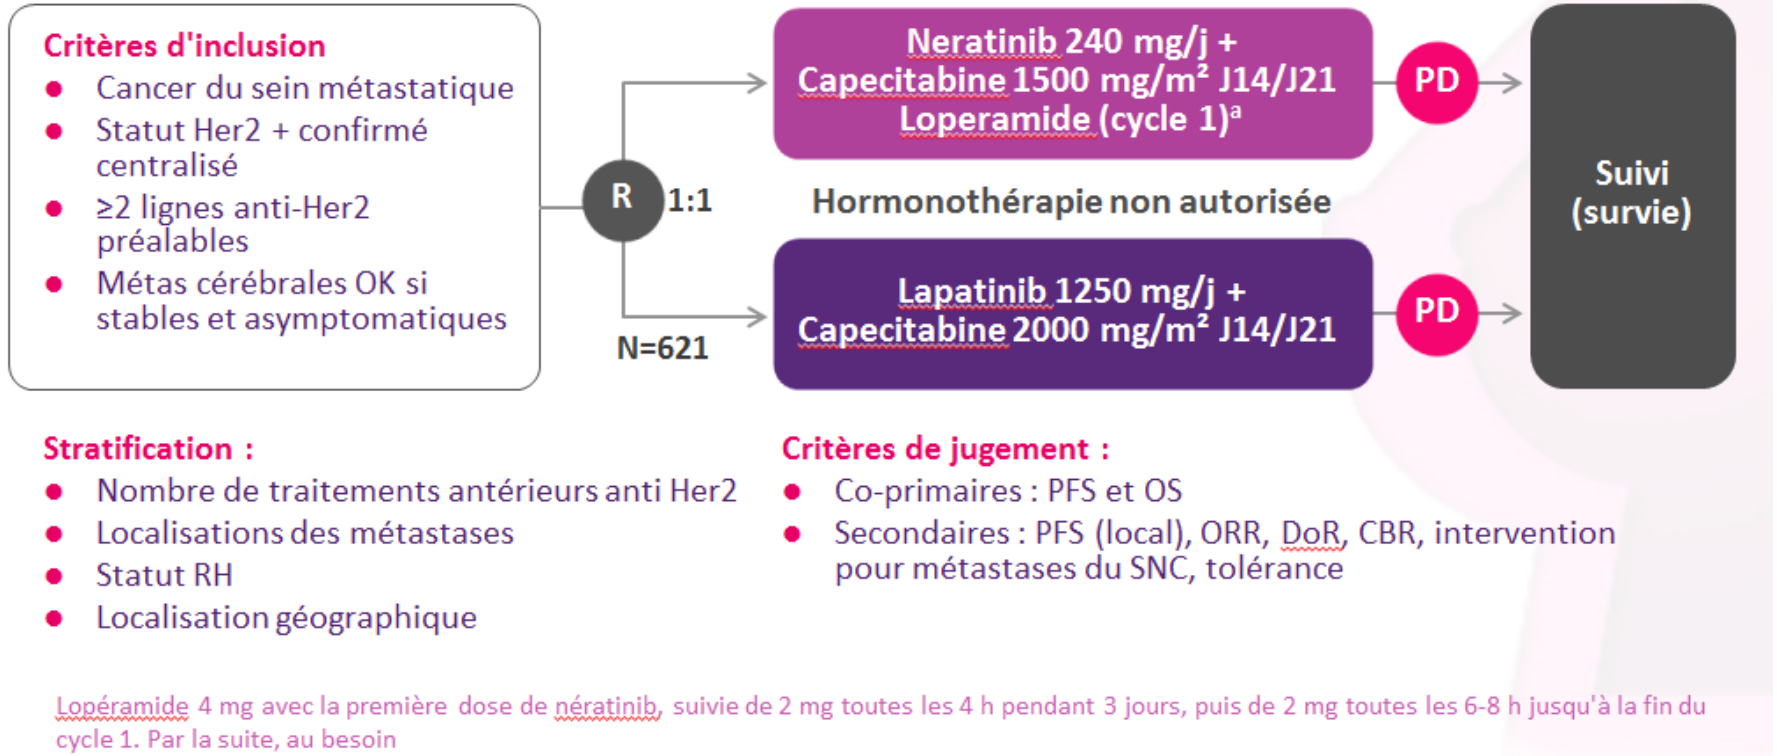 Critères d'inclusion
● Cancer du sein métastatique
● Statut Her2 + confirmé
centralisé
● ≥2 lignes anti-Her2
préalables
● Métas cérébrales OK si
stables et asymptomatiques
R
1:1
N=621
Neratinib 240 mg/j +
Capecitabine 1500 mg/m² J14/J21
Loperamide (cycle 1)ᵃ
Hormonothérapie non autorisée
Lapatinib 1250 mg/j +
Capecitabine 2000 mg/m² J14/J21
PD
PD
Suivi
(survie)
Stratification :
● Nombre de traitements antérieurs anti Her2
● Localisations des métastases
● Statut RH
● Localisation géographique
Critères de jugement :
● Co-primaires : PFS et OS
● Secondaires : PFS (local), ORR, DoR, CBR, intervention
pour métastases du SNC, tolérance
Lopéramide 4 mg avec la première dose de nératinib, suivie de 2 mg toutes les 4 h pendant 3 jours, puis de 2 mg toutes les 6-8 h jusqu'à la fin du
cycle 1. Par la suite, au besoin